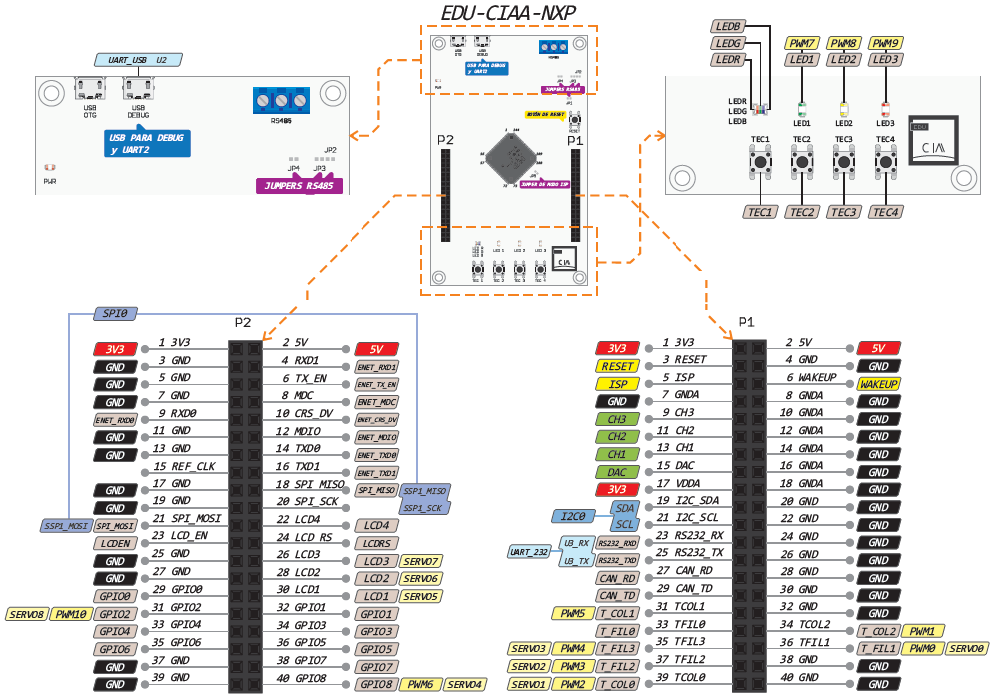 EDU-CIAA-NXP
UART_USB U2
USB OTG
USB DEBUG
USB PARA DEBUG
y UART2
RS485
JP2
JP4 JP3
JUMPERS RS485
PWR
USB OTG
USB DEBUG
USB PARA DEBUG
y UART2
RS485
JP2
JUMPERS RS485
PWR
BOTÓN DE RESET
RESET
P2
P1
JUMPER DE MODO ISP
LED 1 LED 2 LED 3
TEC 1 TEC 2 TEC 3 TEC 4
CIA
LEDB
LEDG
LEDR
PWM7 PWM8 PWM9
LED1 LED2 LED3
LEDR
LEDG
LEDB
LED1 LED2 LED3
TEC1 TEC2 TEC3 TEC4
EDU
CIA
TEC1 TEC2 TEC3 TEC4
SPI0
P2
3V3 1 3V3 2 5V 5V
GND 3 GND 4 RXD1 ENET_RXD1
GND 5 GND 6 TX_EN ENET_TX_EN
GND 7 GND 8 MDC ENET_MDC
ENET_RXD0 9 RXD0 10 CRS_DV ENET_CRS_DV
GND 11 GND 12 MDIO ENET_MDIO
GND 13 GND 14 TXD0 ENET_TXD0
15 REF_CLK 16 TXD1 ENET_TXD1
GND 17 GND 18 SPI_MISO SPI_MISO SSP1_MISO
GND 19 GND 20 SPI_SCK SSP1_SCK
SSP1_MOSI SPI_MOSI 21 SPI_MOSI 22 LCD4 LCD4
LCDEN 23 LCD_EN 24 LCD RS LCDRS
GND 25 GND 26 LCD3 LCD3 SERVO7
GND 27 GND 28 LCD2 LCD2 SERVO6
GPIO0 29 GPIO0 30 LCD1 LCD1 SERVO5
SERVO8 PWM10 GPIO2 31 GPIO2 32 GPIO1 GPIO1
GPIO4 33 GPIO4 34 GPIO3 GPIO3
GPIO6 35 GPIO6 36 GPIO5 GPIO5
GND 37 GND 38 GPIO7 GPIO7
GND 39 GND 40 GPIO8 GPIO8 PWM6 SERVO4
P1
3V3 1 3V3 2 5V 5V
RESET 3 RESET 4 GND GND
ISP 5 ISP 6 WAKEUP WAKEUP
GND 7 GNDA 8 GNDA GND
CH3 9 CH3 10 GNDA GND
CH2 11 CH2 12 GNDA GND
CH1 13 CH1 14 GNDA GND
DAC 15 DAC 16 GNDA GND
3V3 17 VDDA 18 GNDA GND
I2C0 SDA 19 I2C_SDA 20 GND GND
SCL 21 I2C_SCL 22 GND GND
UART_232 U3_RX RS232_RXD 23 RS232_RX 24 GND GND
U3_TX RS232_TXD 25 RS232_TX 26 GND GND
CAN_RD 27 CAN_RD 28 GND GND
CAN_TD 29 CAN_TD 30 GND GND
PWM5 T_COL1 31 TCOL1 32 GND GND
T_FIL0 33 TFIL0 34 TCOL2 T_COL2 PWM1
SERVO3 PWM4 T_FIL3 35 TFIL3 36 TFIL1 T_FIL1 PWM0 SERVO0
SERVO2 PWM3 T_FIL2 37 TFIL2 38 GND GND
SERVO1 PWM2 T_COL0 39 TCOL0 40 GND GND